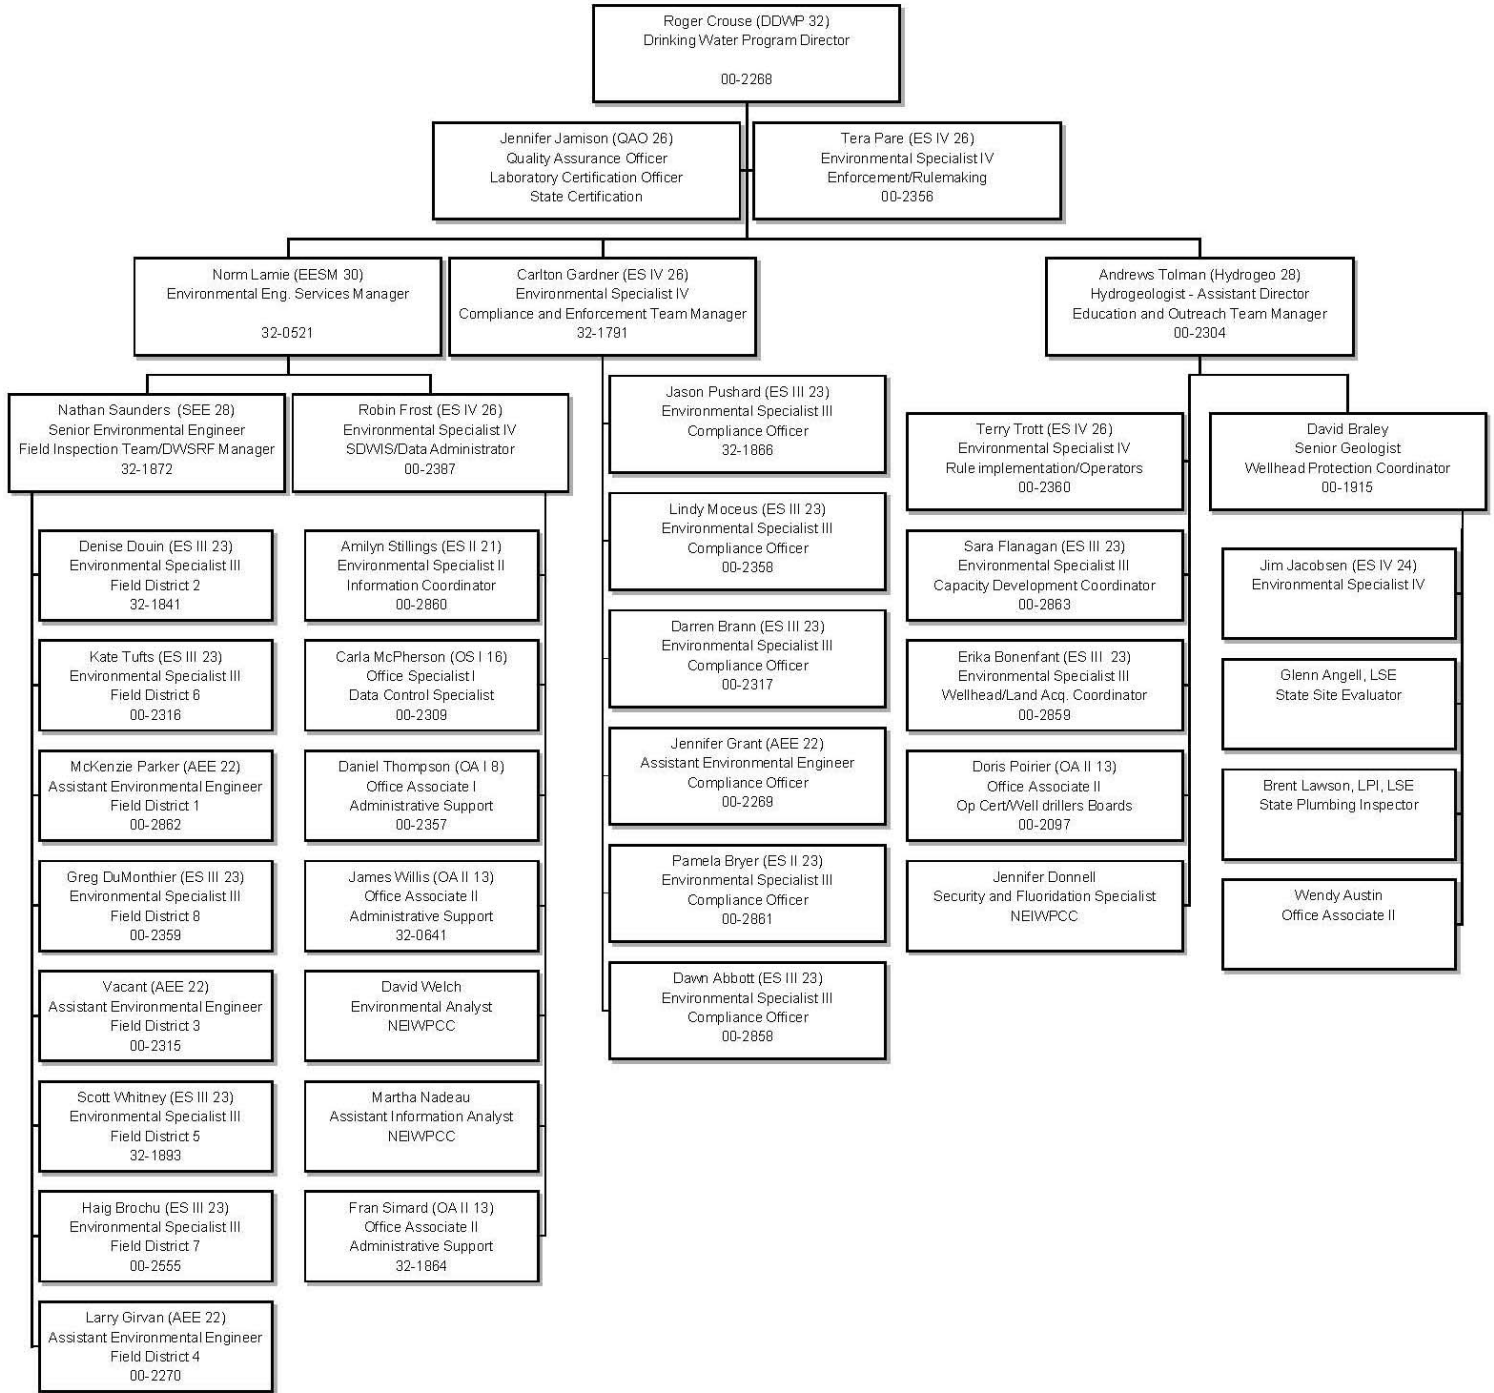 Roger Crouse (DDWP 32)
Drinking Water Program Director
00-2268
Jennifer Jamison (QAO 26)
Quality Assurance Officer
Laboratory Certification Officer
State Certification
Tera Pare (ES IV 26)
Environmental Specialist IV
Enforcement/Rulemaking
00-2356
Norm Lamie (EESM 30)
Environmental Eng. Services Manager
32-0521
Carlton Gardner (ES IV 26)
Environmental Specialist IV
Compliance and Enforcement Team Manager
32-1791
Andrews Tolman (Hydrogeo 28)
Hydrogeologist - Assistant Director
Education and Outreach Team Manager
00-2304
Nathan Saunders (SEE 28)
Senior Environmental Engineer
Field Inspection Team/DWSRF Manager
32-1872
Robin Frost (ES IV 26)
Environmental Specialist IV
SDWIS/Data Administrator
00-2387
Denise Douin (ES III 23)
Environmental Specialist III
Field District 2
32-1841
Kate Tufts (ES III 23)
Environmental Specialist III
Field District 6
00-2316
McKenzie Parker (AEE 22)
Assistant Environmental Engineer
Field District 1
00-2862
Greg DuMonthier (ES III 23)
Environmental Specialist III
Field District 8
00-2359
Vacant (AEE 22)
Assistant Environmental Engineer
Field District 3
00-2315
Scott Whitney (ES III 23)
Environmental Specialist III
Field District 5
32-1893
Haig Brochu (ES III 23)
Environmental Specialist III
Field District 7
00-2555
Larry Girvan (AEE 22)
Assistant Environmental Engineer
Field District 4
00-2270
Amilyn Stillings (ES II 21)
Environmental Specialist II
Information Coordinator
00-2860
Carla McPherson (OS I 16)
Office Specialist I
Data Control Specialist
00-2309
Daniel Thompson (OA I 8)
Office Associate I
Administrative Support
00-2357
James Willis (OA II 13)
Office Associate II
Administrative Support
32-0641
David Welch
Environmental Analyst
NEIWPCC
Martha Nadeau
Assistant Information Analyst
NEIWPCC
Fran Simard (OA II 13)
Office Associate II
Administrative Support
32-1864
Jason Pushard (ES III 23)
Environmental Specialist III
Compliance Officer
32-1866
Lindy Moceus (ES III 23)
Environmental Specialist III
Compliance Officer
00-2358
Darren Brann (ES III 23)
Environmental Specialist III
Compliance Officer
00-2317
Jennifer Grant (AEE 22)
Assistant Environmental Engineer
Compliance Officer
00-2269
Pamela Bryer (ES II 23)
Environmental Specialist III
Compliance Officer
00-2861
Dawn Abbott (ES III 23)
Environmental Specialist III
Compliance Officer
00-2858
Terry Trott (ES IV 26)
Environmental Specialist IV
Rule implementation/Operators
00-2360
Sara Flanagan (ES III 23)
Environmental Specialist III
Capacity Development Coordinator
00-2863
Erika Bonenfant (ES III 23)
Environmental Specialist III
Wellhead/Land Acq. Coordinator
00-2859
Doris Poirier (OA II 13)
Office Associate II
Op Cert/Well drillers Boards
00-2097
Jennifer Donnell
Security and Fluoridation Specialist
NEIWPCC
David Braley
Senior Geologist
Wellhead Protection Coordinator
00-1915
Jim Jacobsen (ES IV 24)
Environmental Specialist IV
Glenn Angell, LSE
State Site Evaluator
Brent Lawson, LPI, LSE
State Plumbing Inspector
Wendy Austin
Office Associate II